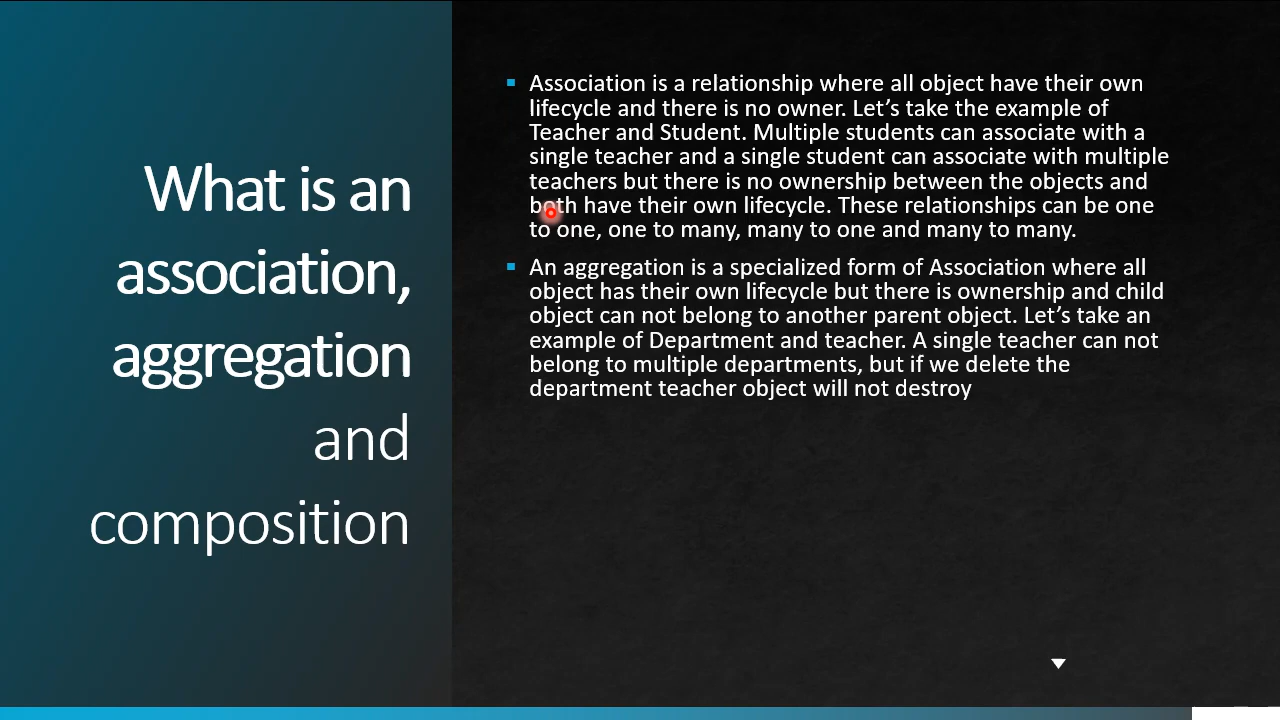 What is an
association,
aggregation
and
composition
Association is a relationship where all object have their own
lifecycle and there is no owner. Let’s take the example of
Teacher and Student. Multiple students can associate with a
single teacher and a single student can associate with multiple
teachers but there is no ownership between the objects and
both have their own lifecycle. These relationships can be one
to one, one to many, many to one and many to many.
An aggregation is a specialized form of Association where all
object has their own lifecycle but there is ownership and child
object can not belong to another parent object. Let’s take an
example of Department and teacher. A single teacher can not
belong to multiple departments, but if we delete the
department teacher object will not destroy